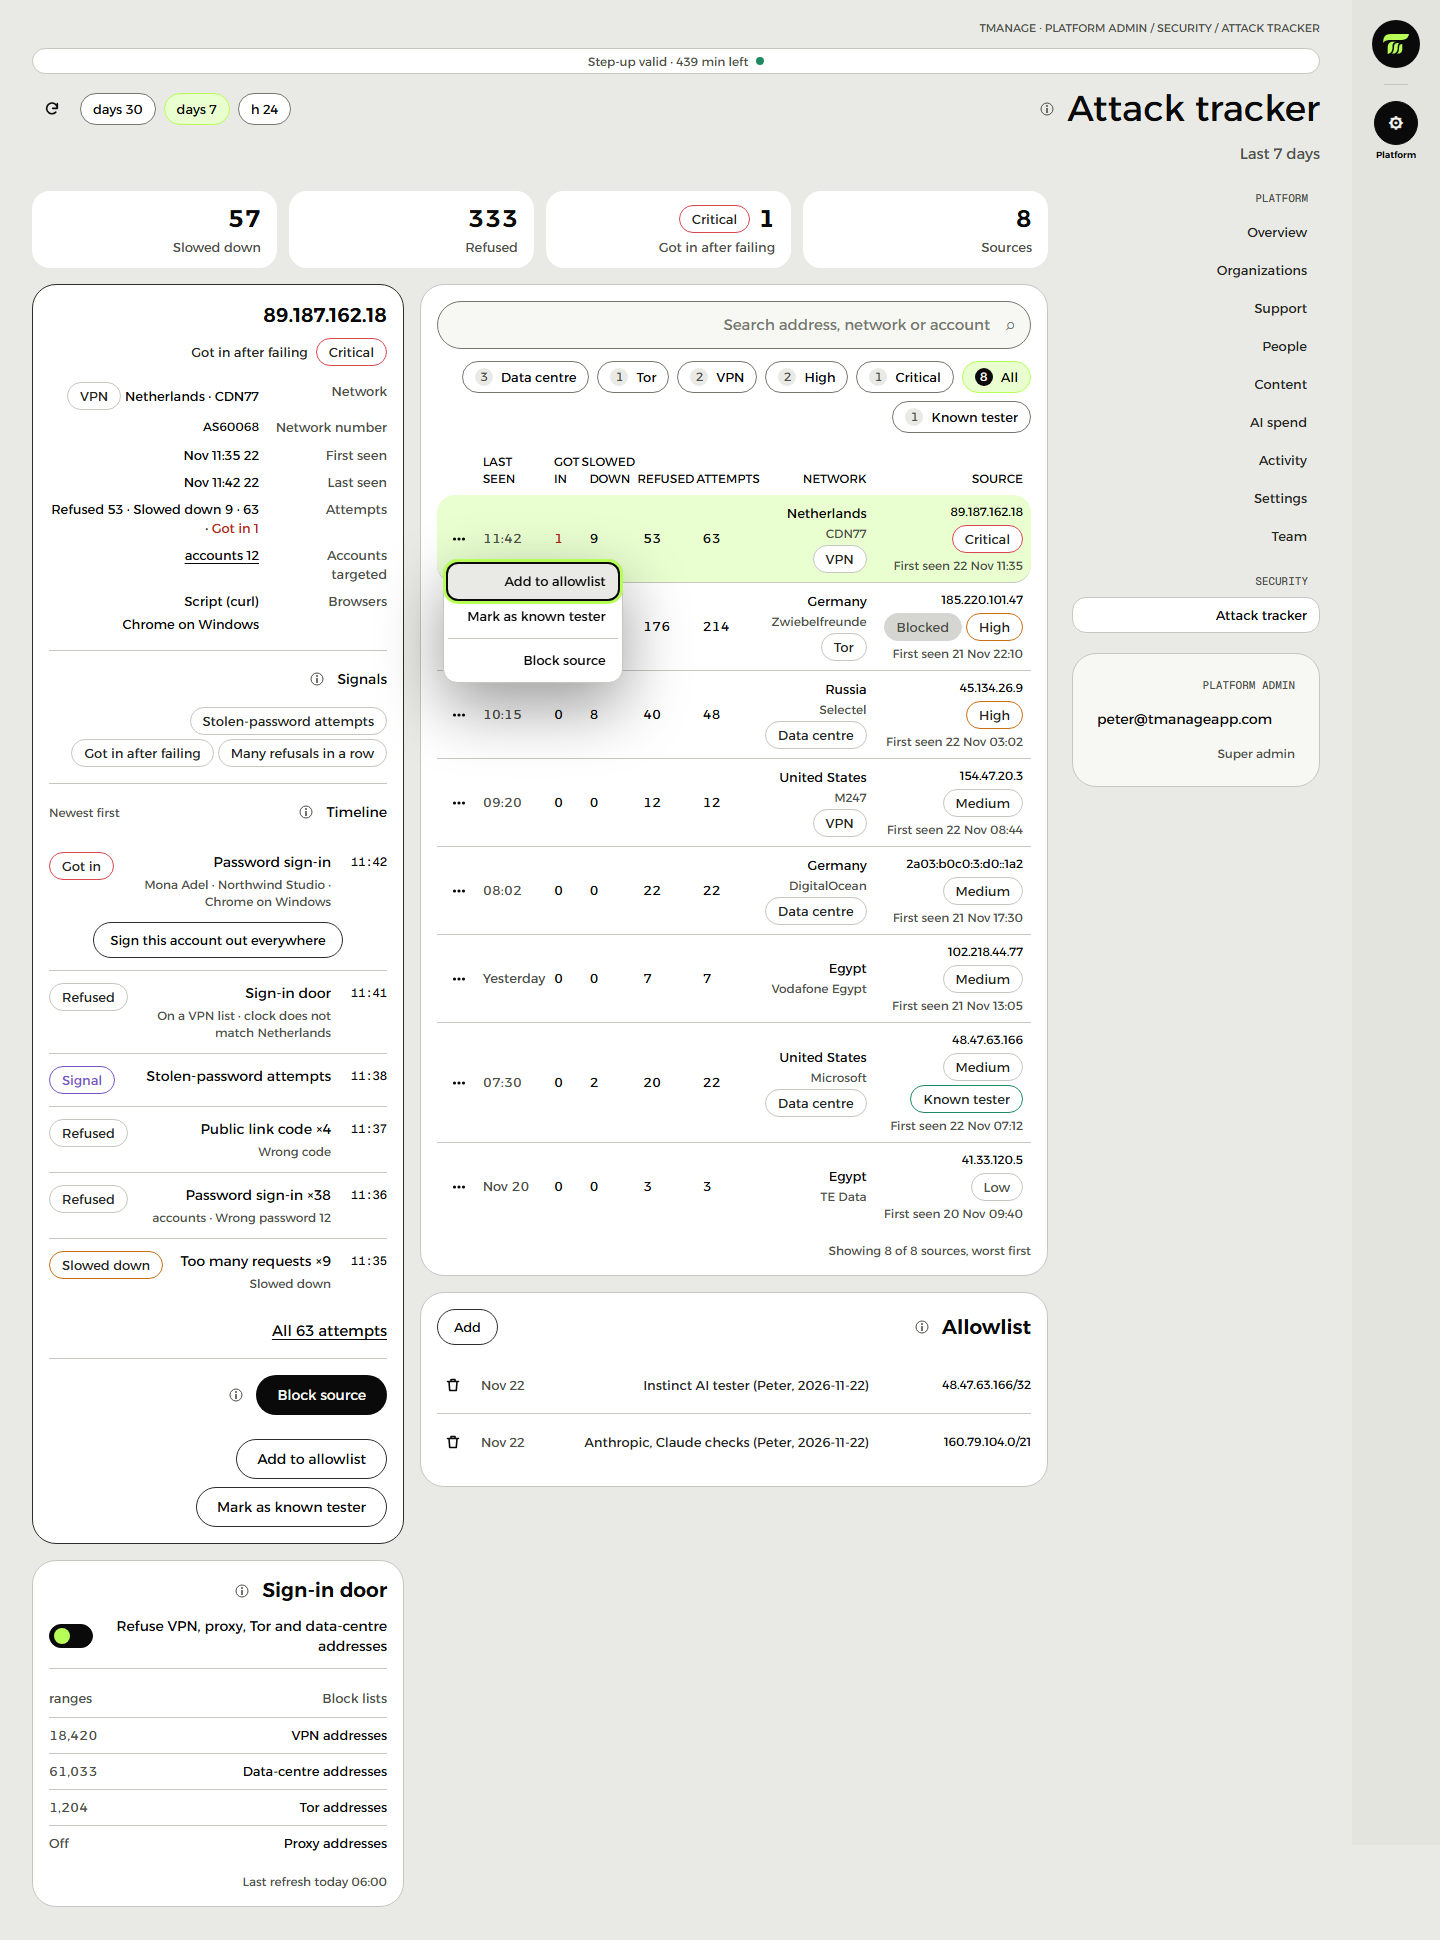 TMANAGE · PLATFORM ADMIN / SECURITY / ATTACK TRACKER
Step-up valid · 439 min left
Attack tracker
days 30
days 7
h 24
Last 7 days
Platform
8
Sources
1 Critical
Got in after failing
333
Refused
57
Slowed down
PLATFORM
Overview
Organizations
Support
People
Content
AI spend
Activity
Settings
Team
SECURITY
Attack tracker
PLATFORM ADMIN
peter@tmanageapp.com
Super admin
Search address, network or account
All 8
Critical 1
High 2
VPN 2
Tor 1
Data centre 3
Known tester 1
SOURCE NETWORK ATTEMPTS REFUSED SLOWED DOWN GOT IN LAST SEEN
89.187.162.18
Critical
First seen 22 Nov 11:35
Netherlands
CDN77
VPN
63 53 9 1 11:42
Add to allowlist
Mark as known tester
Block source
185.220.101.47
High Blocked
First seen 21 Nov 22:10
Germany
Zwiebelfreunde
Tor
214 176
45.134.26.9
High
First seen 22 Nov 03:02
Russia
Selectel
Data centre
48 40 8 0 10:15
154.47.20.3
Medium
First seen 22 Nov 08:44
United States
M247
VPN
12 12 0 0 09:20
2a03:b0c0:3:d0::1a2
Medium
First seen 21 Nov 17:30
Germany
DigitalOcean
Data centre
22 22 0 0 08:02
102.218.44.77
Medium
First seen 21 Nov 13:05
Egypt
Vodafone Egypt
7 7 0 0 Yesterday
48.47.63.166
Medium
Known tester
First seen 22 Nov 07:12
United States
Microsoft
Data centre
22 20 2 0 07:30
41.33.120.5
Low
First seen 20 Nov 09:40
Egypt
TE Data
3 3 0 0 Nov 20
Showing 8 of 8 sources, worst first
Allowlist
Add
48.47.63.166/32 Instinct AI tester (Peter, 2026-11-22) Nov 22
160.79.104.0/21 Anthropic, Claude checks (Peter, 2026-11-22) Nov 22
89.187.162.18
Critical Got in after failing
Network Netherlands · CDN77 VPN
Network number AS60068
First seen Nov 11:35 22
Last seen Nov 11:42 22
Attempts Refused 53 · Slowed down 9 · 63
· Got in 1
Accounts targeted accounts 12
Browsers Script (curl)
Chrome on Windows
Signals
Stolen-password attempts
Got in after failing
Many refusals in a row
Timeline
Newest first
11:42 Password sign-in Got in
Mona Adel · Northwind Studio ·
Chrome on Windows
Sign this account out everywhere
11:41 Sign-in door Refused
On a VPN list · clock does not
match Netherlands
11:38 Stolen-password attempts Signal
11:37 Public link code ×4 Refused
Wrong code
11:36 Password sign-in ×38 Refused
accounts · Wrong password 12
11:35 Too many requests ×9 Slowed down
Slowed down
All 63 attempts
Block source
Add to allowlist
Mark as known tester
Sign-in door
Refuse VPN, proxy, Tor and data-centre
addresses
Block lists ranges
VPN addresses 18,420
Data-centre addresses 61,033
Tor addresses 1,204
Proxy addresses Off
Last refresh today 06:00